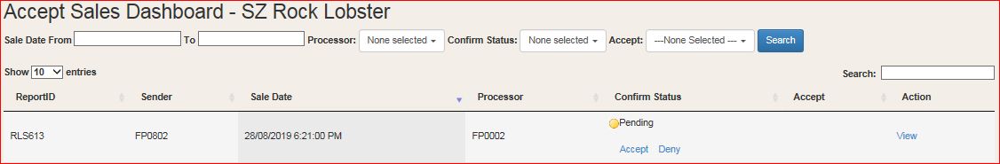 Accept Sales Dashboard - SZ Rock Lobster
Sale Date From To Processor: None selected Confirm Status: None selected Accept: ---None Selected --- Search
Show 10 entries Search:
ReportID Sender Sale Date Processor Confirm Status Accept Action
RLS613 FP0802 28/08/2019 6:21:00 PM FP0002 Pending View
Accept Deny